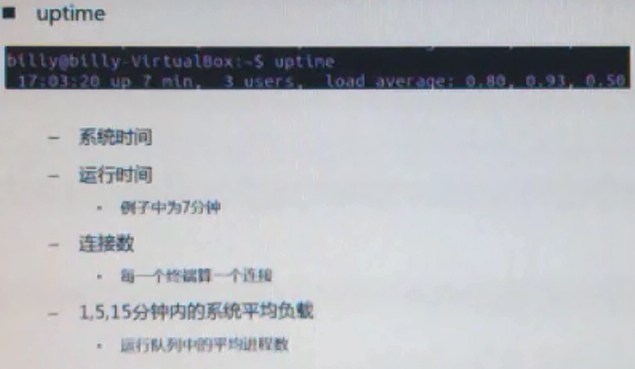 ■ uptime
billy@billy-VirtualBox:~$ uptime
17:03:20 up 7 min, 3 users, load average: 0.80, 0.93, 0.50
– 系统时间
– 运行时间
• 例子中为7分钟
– 连接数
• 每一个终端算一个连接
– 1,5,15分钟内的系统平均负载
• 运行队列中的平均进程数